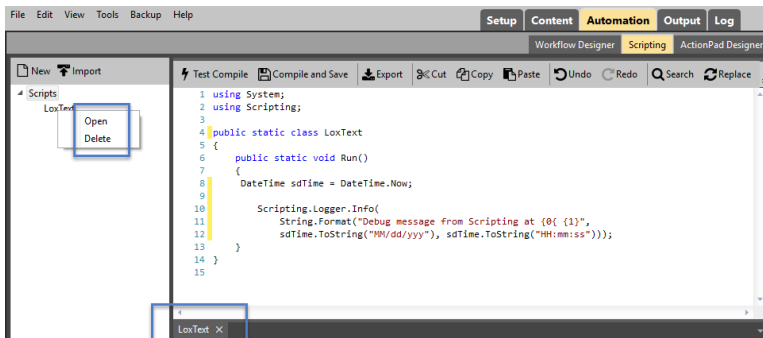 File Edit View Tools Backup Help
Setup Content Automation Output Log
Workflow Designer Scripting ActionPad Designer
New Import
Test Compile Compile and Save Export Cut Copy Paste Undo Redo Search Replace
Scripts
LoxText
Open
Delete
1 using System;
2 using Scripting;
3
4 public static class LoxText
5 {
6 public static void Run()
7 {
8 DateTime sdTime = DateTime.Now;
9
10 Scripting.Logger.Info(
11 String.Format("Debug message from Scripting at {0{ {1}",
12 sdTime.ToString("MM/dd/yyy"), sdTime.ToString("HH:mm:ss")));
13 }
14 }
15
LoxText